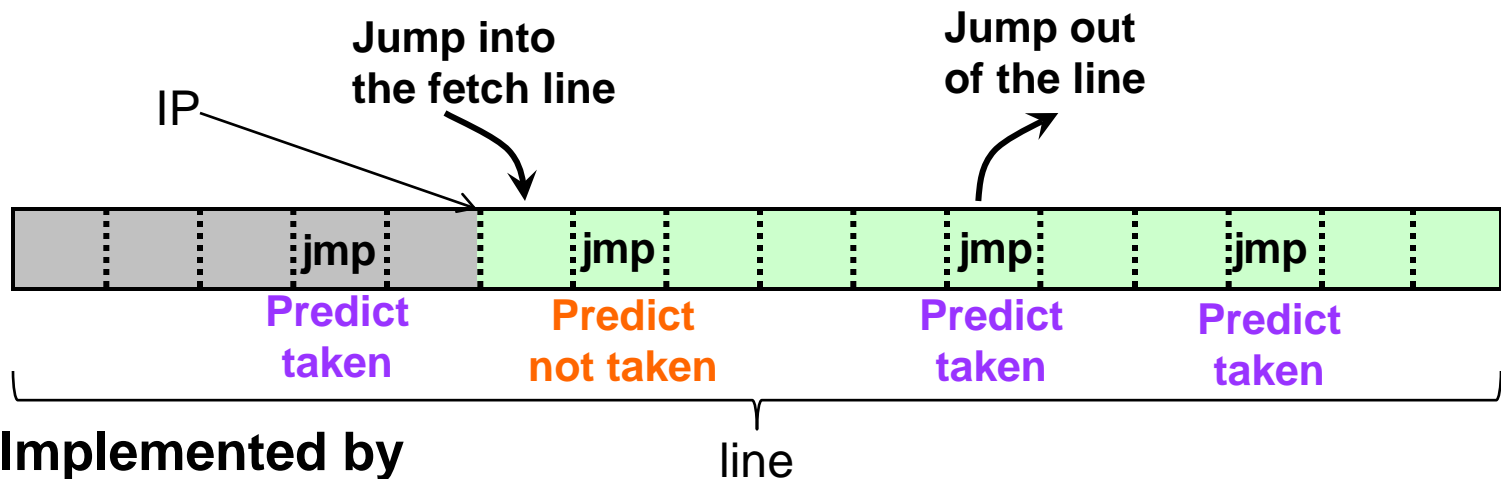 Jump into
the fetch line
Jump out
of the line
IP
jmp
jmp
jmp
jmp
Predict
taken
Predict
not taken
Predict
taken
Predict
taken
Implemented by
line